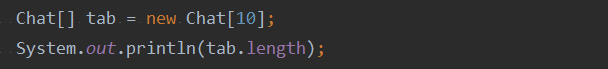 Chat[] tab = new Chat[10];
System.out.println(tab.length);